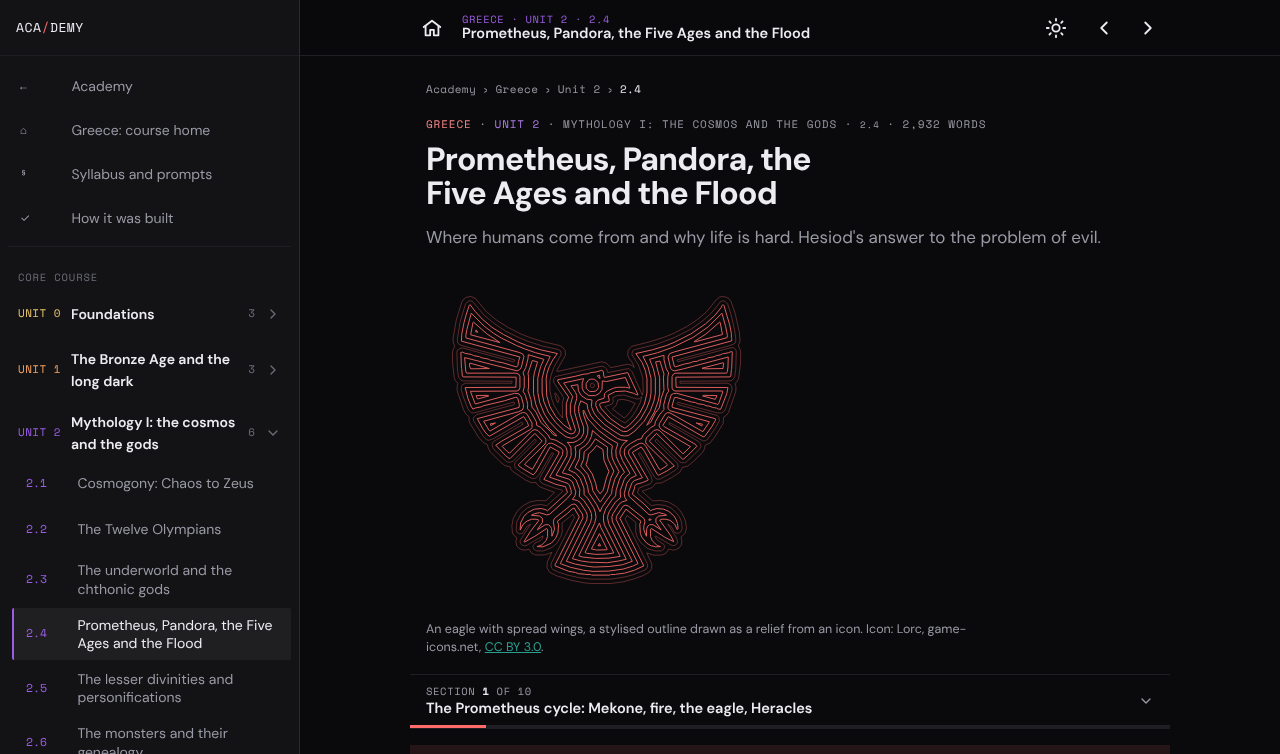 ACA/DEMY
← Academy
⌂ Greece: course home
§ Syllabus and prompts
✓ How it was built
CORE COURSE
UNIT 0 Foundations 3
UNIT 1 The Bronze Age and the long dark 3
UNIT 2 Mythology I: the cosmos and the gods 6
2.1 Cosmogony: Chaos to Zeus
2.2 The Twelve Olympians
2.3 The underworld and the chthonic gods
2.4 Prometheus, Pandora, the Five Ages and the Flood
2.5 The lesser divinities and personifications
2.6 The monsters and their genealogy
GREECE · UNIT 2 · 2.4
Prometheus, Pandora, the Five Ages and the Flood
Academy › Greece › Unit 2 › 2.4
GREECE · UNIT 2 · MYTHOLOGY I: THE COSMOS AND THE GODS · 2.4 · 2,932 WORDS
Prometheus, Pandora, the
Five Ages and the Flood
Where humans come from and why life is hard. Hesiod's answer to the problem of evil.
An eagle with spread wings, a stylised outline drawn as a relief from an icon. Icon: Lorc, game-
icons.net, CC BY 3.0.
SECTION 1 OF 10
The Prometheus cycle: Mekone, fire, the eagle, Heracles